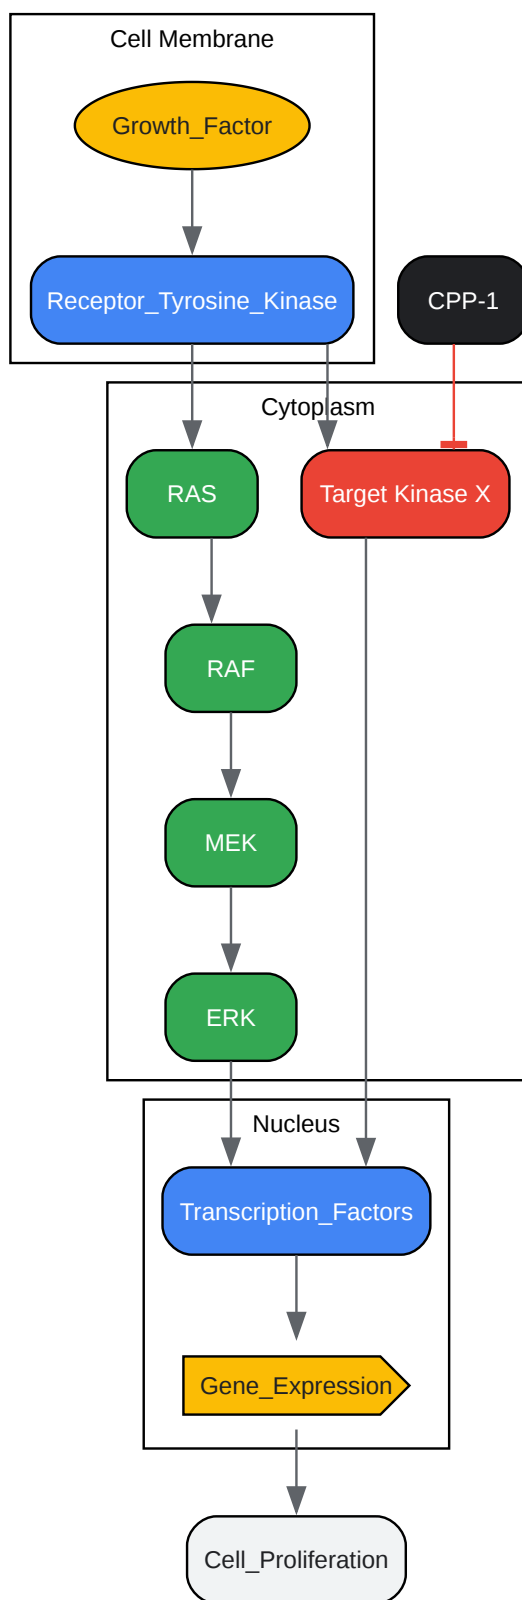 Cell Membrane
Growth_Factor
Receptor_Tyrosine_Kinase
CPP-1
Cytoplasm
RAS
Target Kinase X
RAF
MEK
ERK
Nucleus
Transcription_Factors
Gene_Expression
Cell_Proliferation